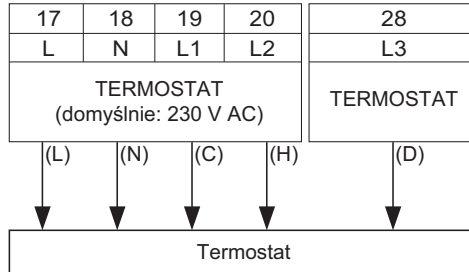 17 18 19 20 28
L N L1 L2 L3
TERMOSTAT
(domyślnie: 230 V AC)
TERMOSTAT
(L) (N) (C) (H) (D)
Termostat